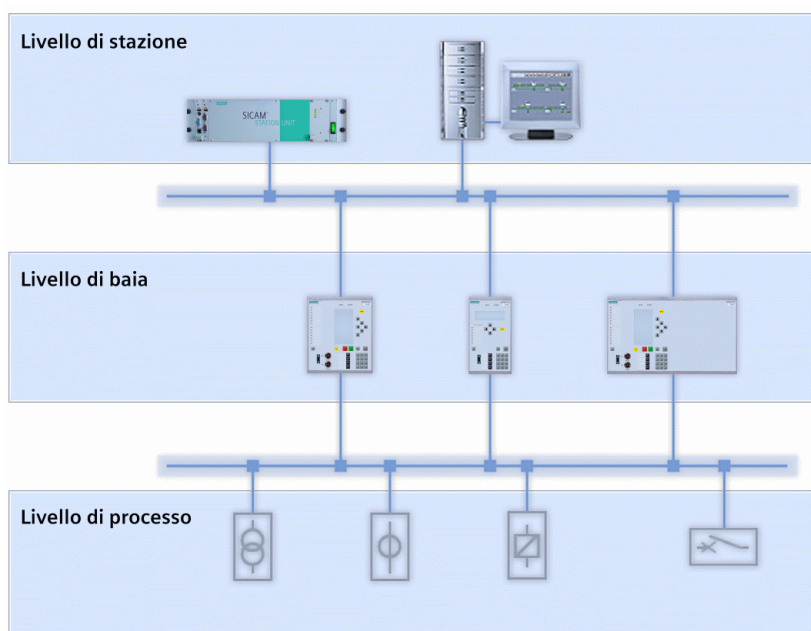 Livello di stazione
SICAM
STATION UNIT
Livello di baia
Livello di processo